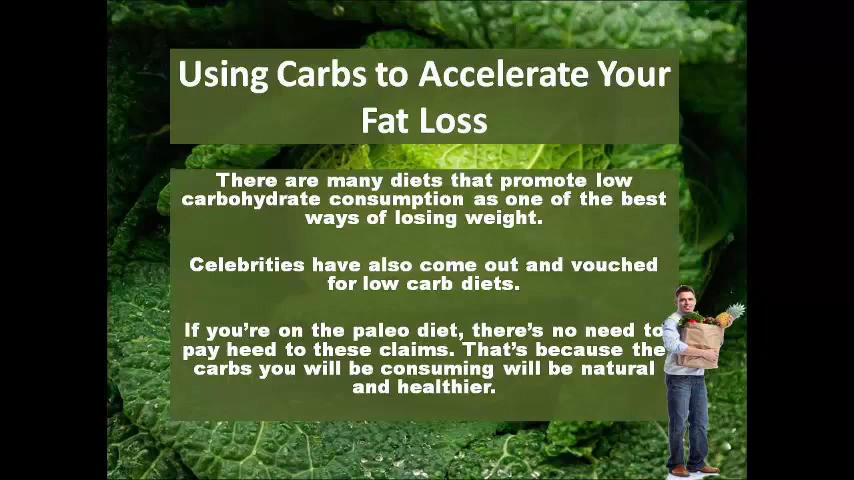 Using Carbs to Accelerate Your
Fat Loss
There are many diets that promote low
carbohydrate consumption as one of the best
ways of losing weight.
Celebrities have also come out and vouched
for low carb diets.
If you’re on the paleo diet, there’s no need to
pay heed to these claims. That’s because the
carbs you will be consuming will be natural
and healthier.